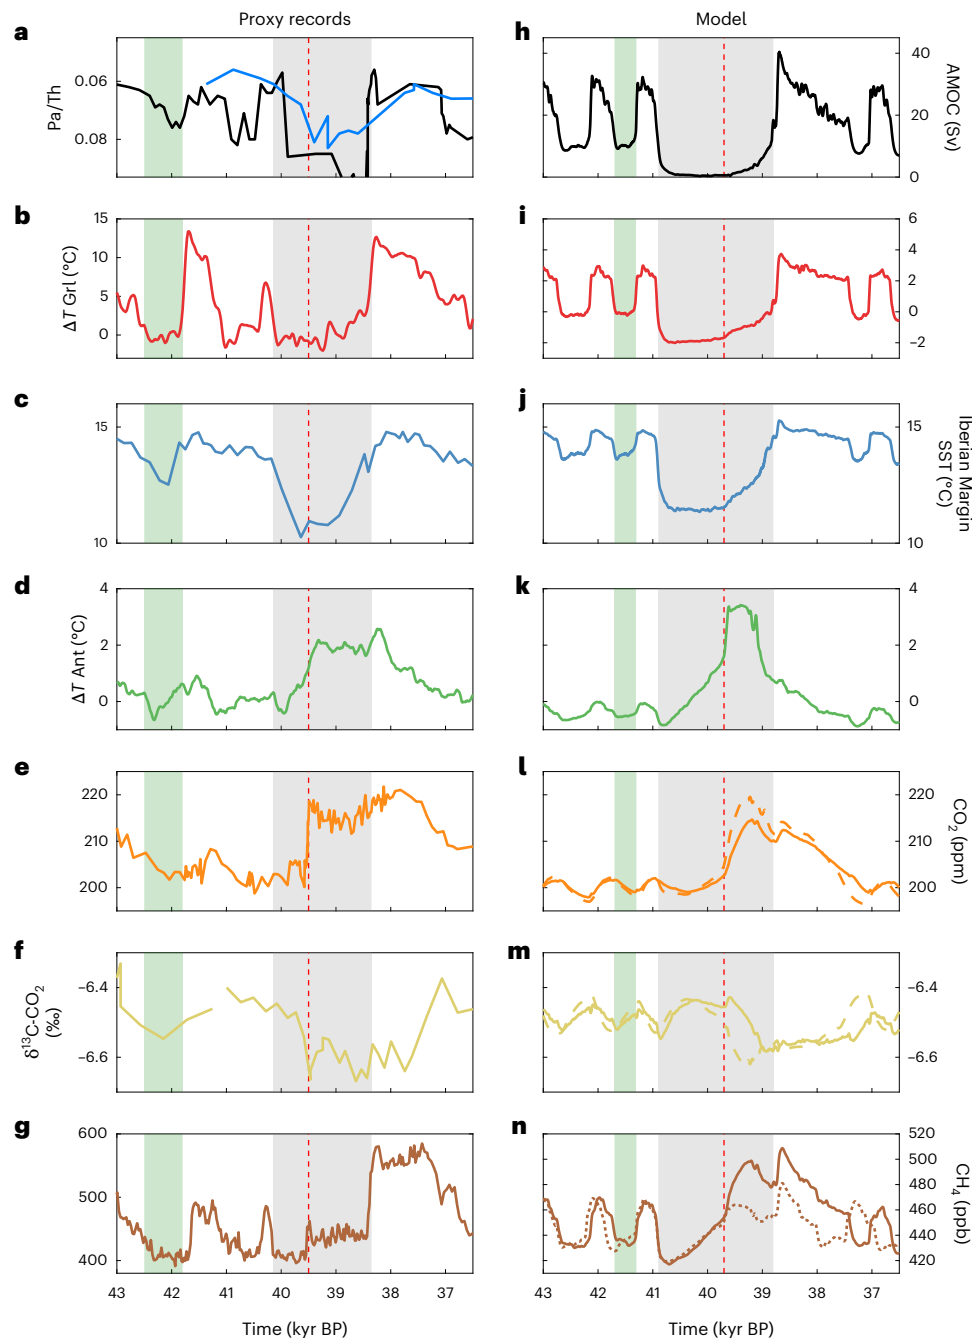 Proxy records
Model
a
Pa/Th
0.06
0.08
h
40
20
0
AMOC (Sv)
b
ΔT Grl (°C)
15
10
5
0
i
6
4
2
0
−2
c
15
10
j
15
10
Iberian Margin
SST (°C)
d
ΔT Ant (°C)
4
2
0
k
4
2
0
e
220
210
200
l
220
210
200
CO₂ (ppm)
f
δ¹³C-CO₂
(‰)
−6.4
−6.6
m
−6.4
−6.6
g
600
500
400
n
520
500
480
460
440
420
CH₄ (ppb)
43 42 41 40 39 38 37
43 42 41 40 39 38 37
Time (kyr BP)
Time (kyr BP)